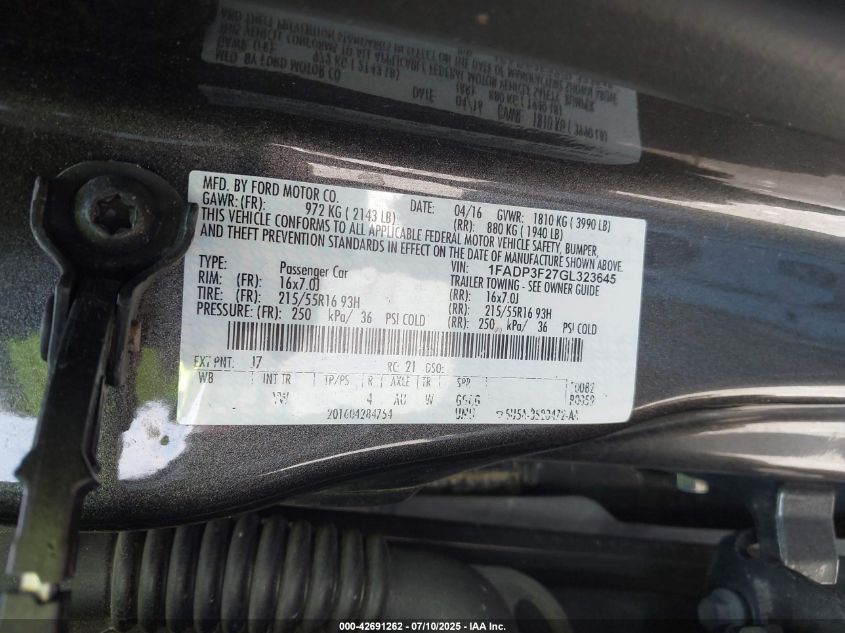 MFD. BY FORD MOTOR CO. DATE: 04/16 GVWR: 1810 KG ( 3990 LB)
GAWR: (FR): 972 KG ( 2143 LB) (RR): 880 KG ( 1940 LB)
THIS VEHICLE CONFORMS TO ALL APPLICABLE FEDERAL MOTOR VEHICLE SAFETY, BUMPER,
AND THEFT PREVENTION STANDARDS IN EFFECT ON THE DATE OF MANUFACTURE SHOWN ABOVE.
VIN: 1FADP3F27GL323645
TYPE: Passenger Car TRAILER TOWING - SEE OWNER GUIDE
RIM: (FR): 16x7.0J (RR): 16x7.0J
TIRE: (FR): 215/55R16 93H (RR): 215/55R16 93H
PRESSURE: (FR): 250 kPa/ 36 PSI COLD (RR): 250 kPa/ 36 PSI COLD
EXT PNT: J7 RC: 21 DSO:
WB INT TR TP/PS R AXLE TR SPR
YW 4 AU W GGCG
201604284754
000-42691262 - 07/10/2025 - IAA Inc.